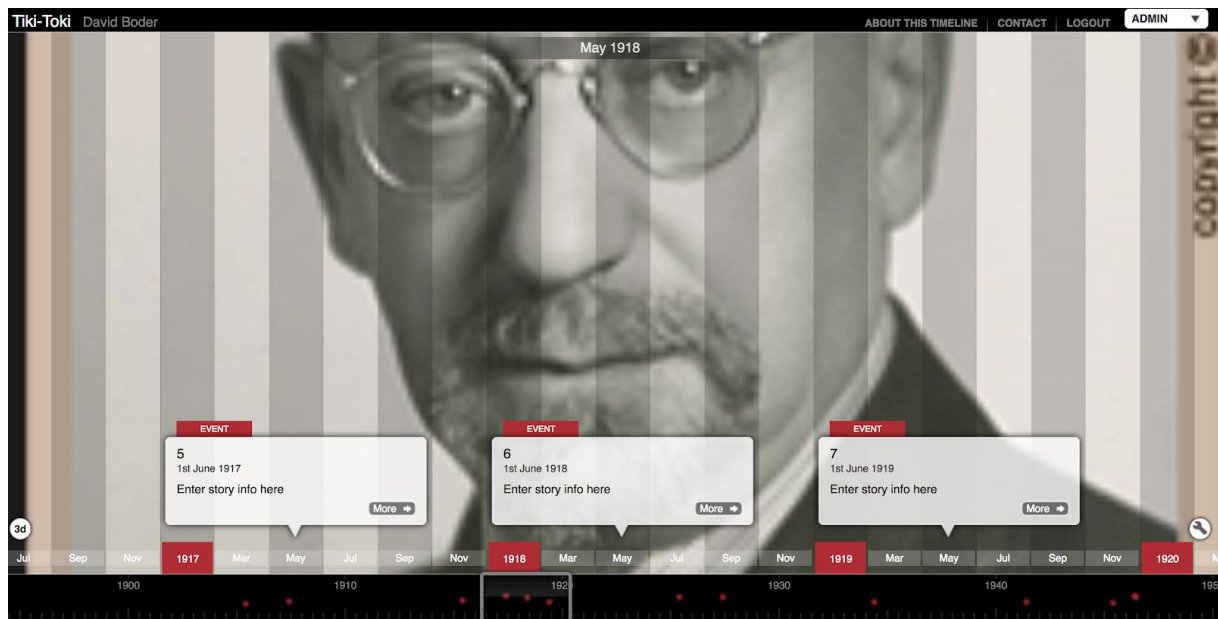 Tiki-Toki David Boder ABOUT THIS TIMELINE CONTACT LOGOUT ADMIN
May 1918
copyright ©
EVENT EVENT EVENT
5 6 7
1st June 1917 1st June 1918 1st June 1919
Enter story info here Enter story info here Enter story info here
More More More
3d
Jul Sep Nov 1917 Mar May Jul Sep Nov 1918 Mar May Jul Sep Nov 1919 Mar May Jul Sep Nov 1920
1900 1910 1920 1930 1940